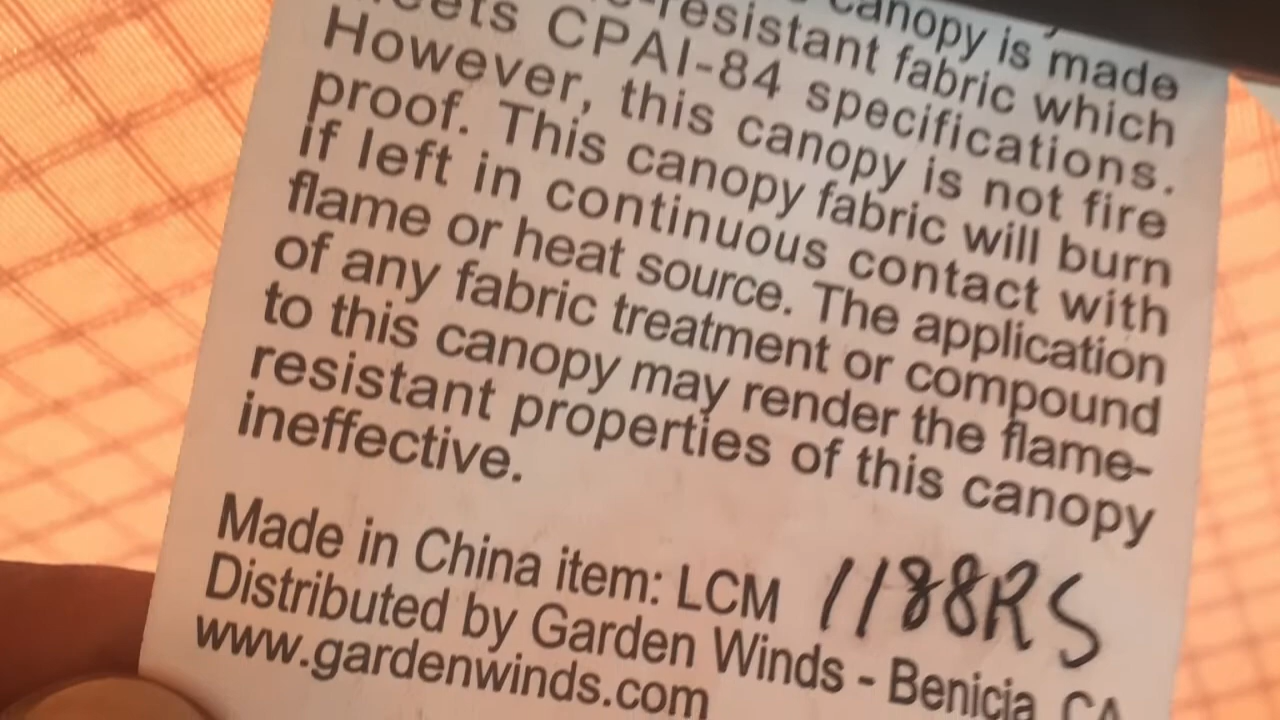 canopy is made
-resistant fabric which
meets CPAI-84 specifications.
However, this canopy is not fire
proof. This canopy fabric will burn
if left in continuous contact with
flame or heat source. The application
of any fabric treatment or compound
to this canopy may render the flame-
resistant properties of this canopy
ineffective.
Made in China item: LCM 1188RS
Distributed by Garden Winds - Benicia, CA
www.gardenwinds.com